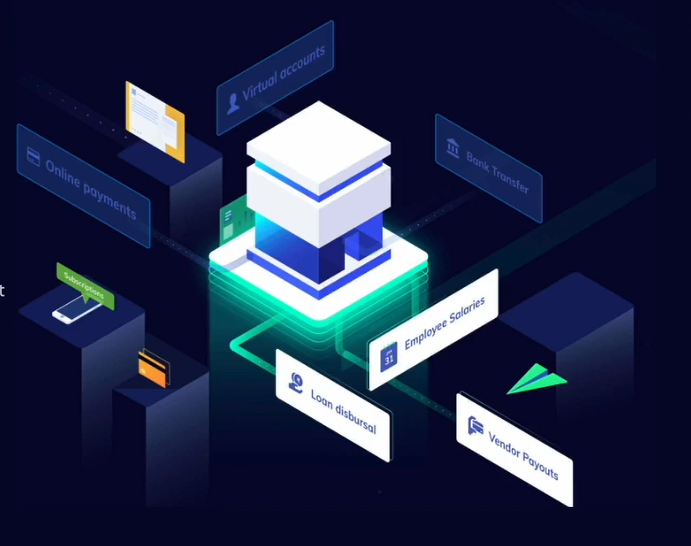 Virtual accounts
Bank Transfer
Online payments
t
Subscriptions
Employee Salaries
31
Loan disbursal
Vendor Payouts